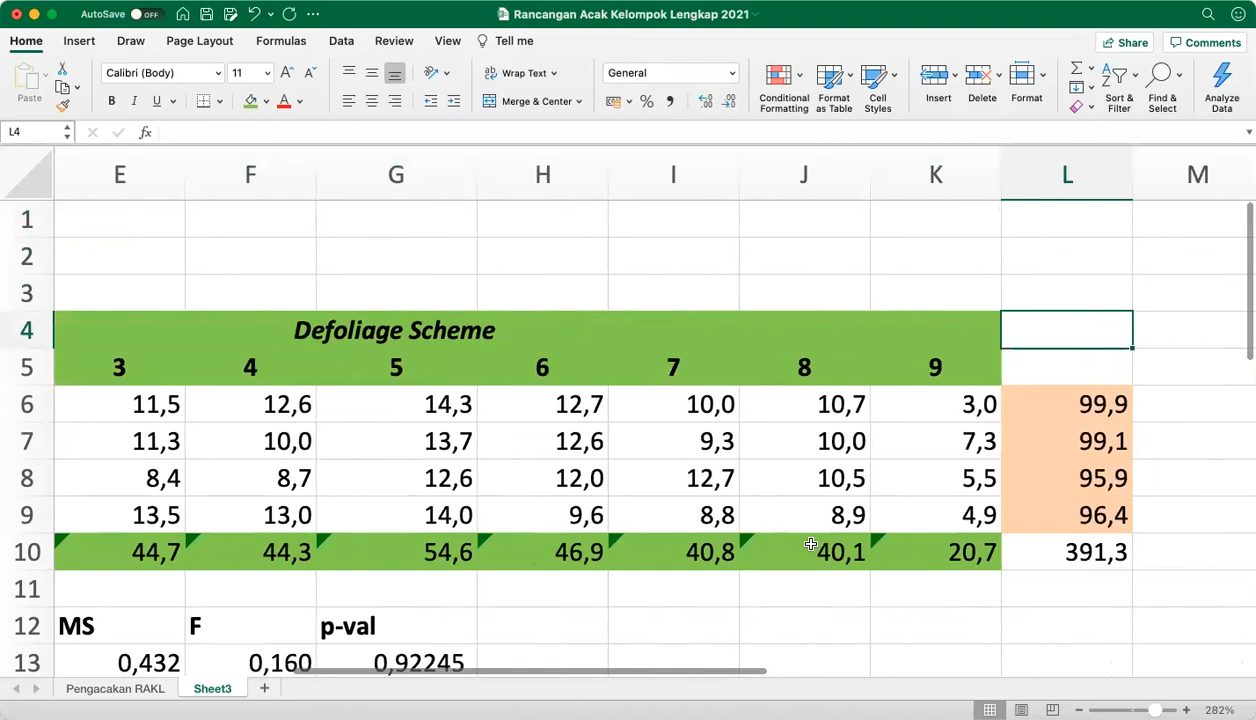 AutoSave OFF Rancangan Acak Kelompok Lengkap 2021
Home Insert Draw Page Layout Formulas Data Review View Tell me Share Comments
Paste Calibri (Body) 11 A A Wrap Text General Conditional Formatting Format as Table Cell Styles Insert Delete Format Sort & Filter Find & Select Analyze Data
B I U A Merge & Center %
L4 fx
E F G H I J K L M
1
2
3
4 Defoliage Scheme
5 3 4 5 6 7 8 9
6 11,5 12,6 14,3 12,7 10,0 10,7 3,0 99,9
7 11,3 10,0 13,7 12,6 9,3 10,0 7,3 99,1
8 8,4 8,7 12,6 12,0 12,7 10,5 5,5 95,9
9 13,5 13,0 14,0 9,6 8,8 8,9 4,9 96,4
10 44,7 44,3 54,6 46,9 40,8 40,1 20,7 391,3
11
12 MS F p-val
13 0,432 0,160 0,92245
Pengacakan RAKL Sheet3 +
282%